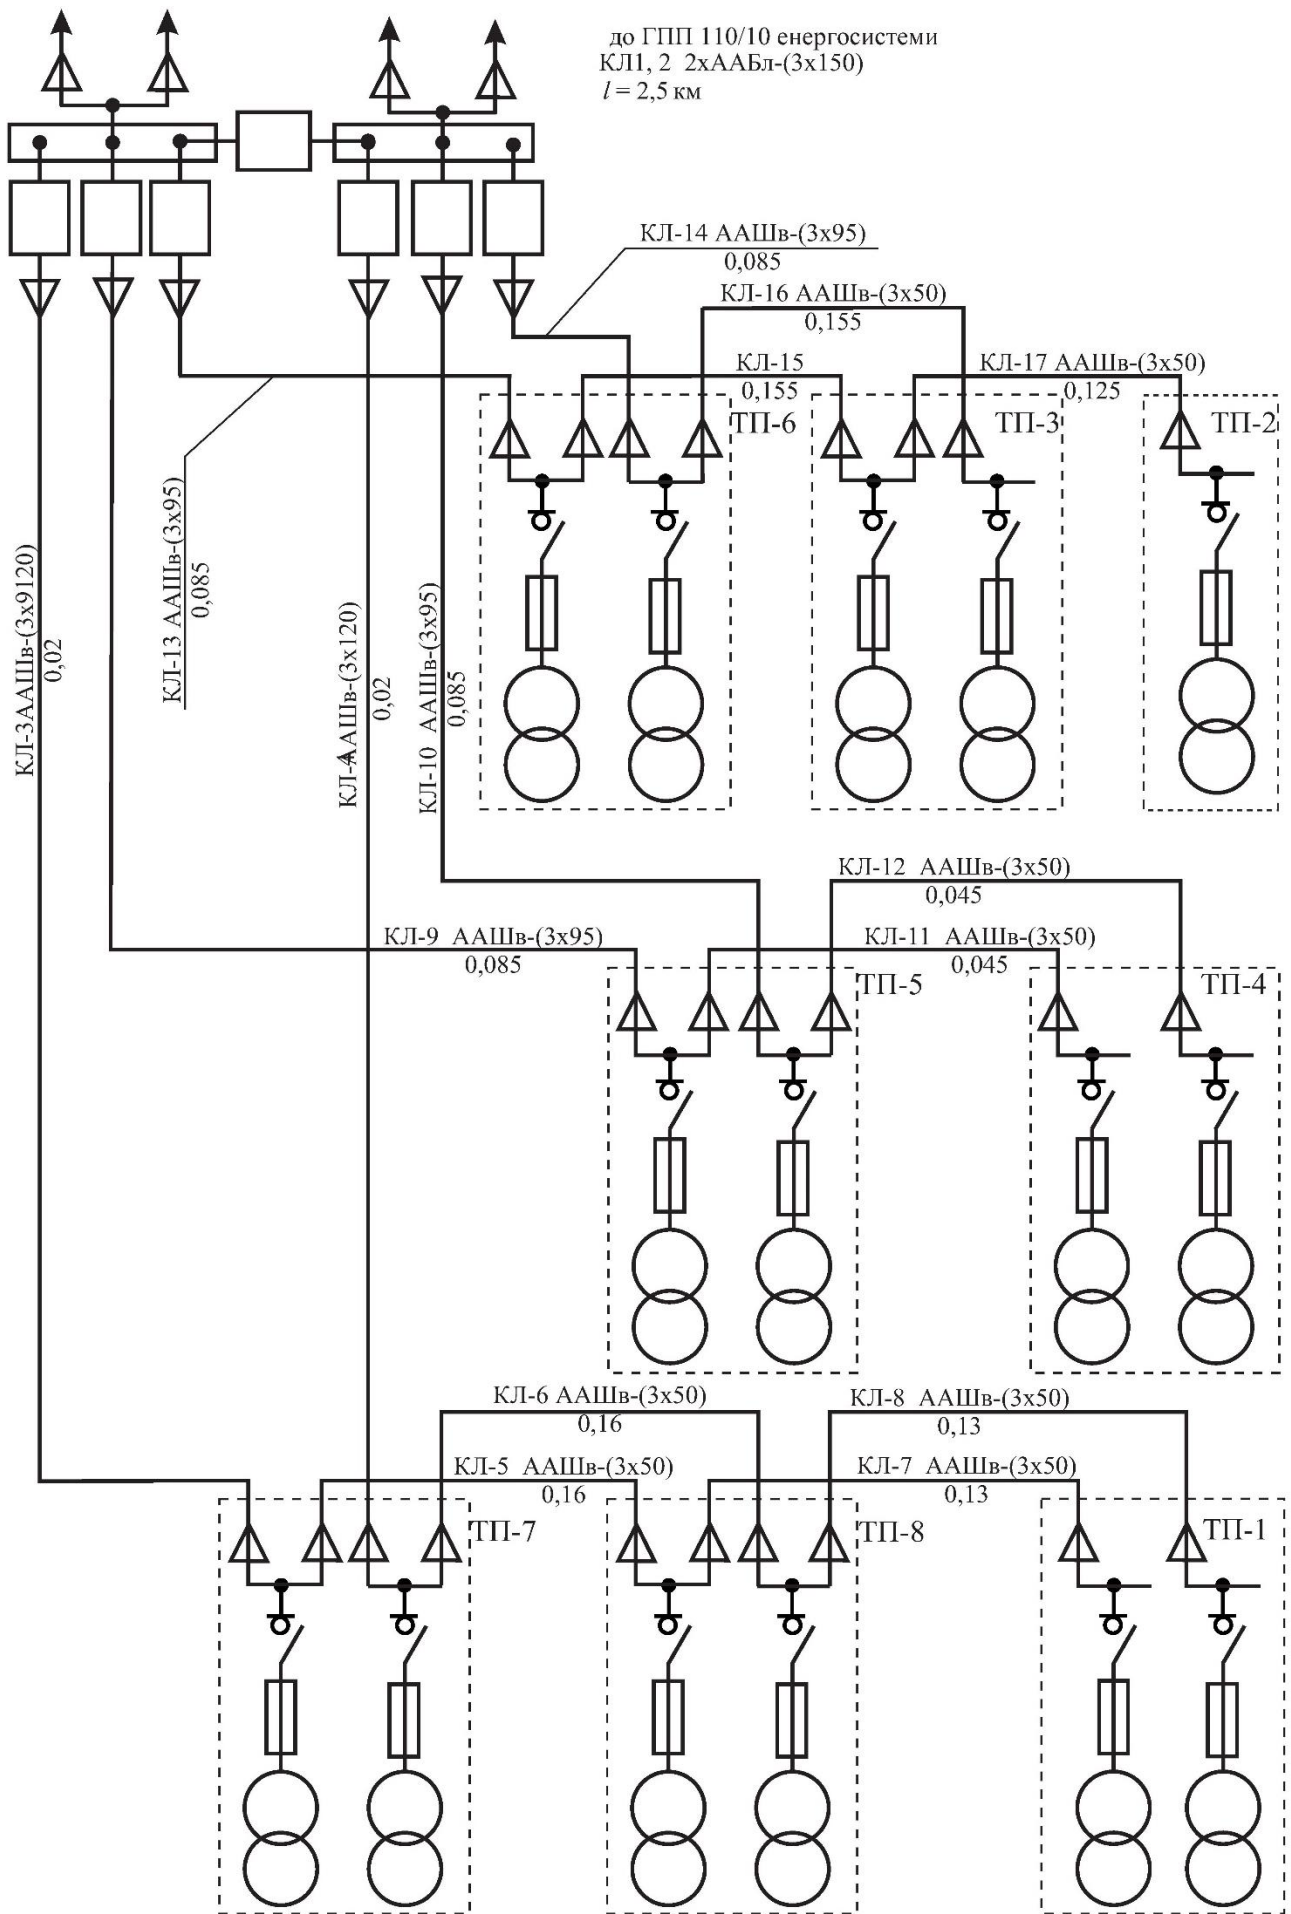 до ГПП 110/10 енергосистеми
КЛ1, 2 2хААБл-(3х150)
l = 2,5 км
КЛ-14 ААШв-(3х95)
0,085
КЛ-16 ААШв-(3х50)
0,155
КЛ-15
0,155
КЛ-17 ААШв-(3х50)
0,125
ТП-6
ТП-3
ТП-2
КЛ-3ААШв-(3х9120)
0,02
КЛ-13 ААШв-(3х95)
0,085
КЛ-4ААШв-(3х120)
0,02
КЛ-10 ААШв-(3х95)
0,085
КЛ-12 ААШв-(3х50)
0,045
КЛ-9 ААШв-(3х95)
0,085
КЛ-11 ААШв-(3х50)
0,045
ТП-5
ТП-4
КЛ-6 ААШв-(3х50)
0,16
КЛ-8 ААШв-(3х50)
0,13
КЛ-5 ААШв-(3х50)
0,16
КЛ-7 ААШв-(3х50)
0,13
ТП-7
ТП-8
ТП-1